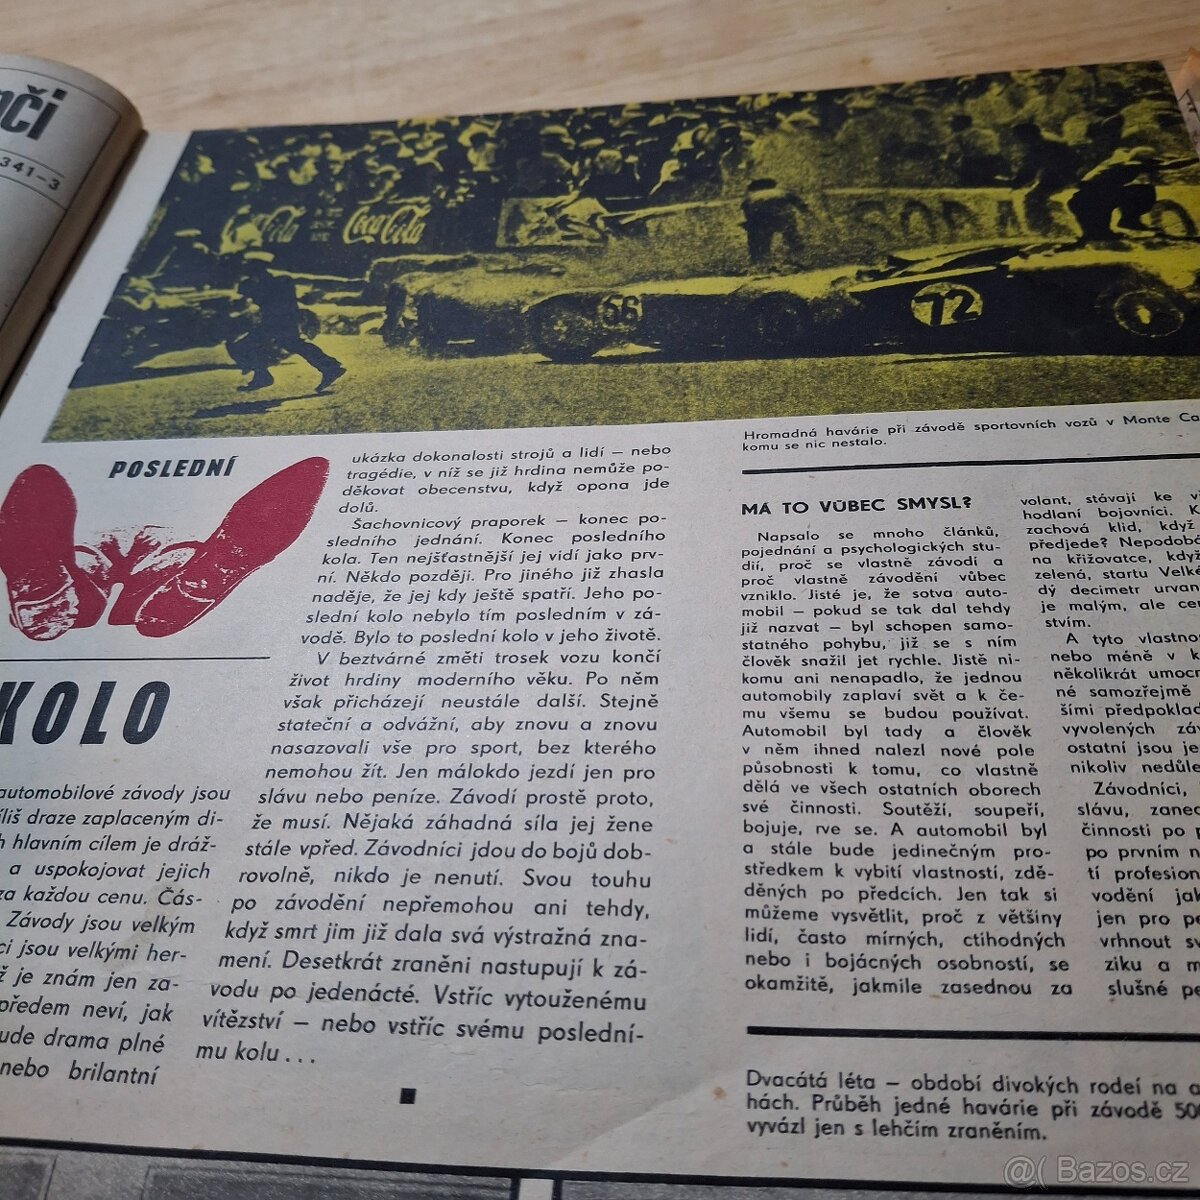 nči
341-3
Coca-Cola
Coca-Cola
56
72
Hromadná havárie při závodě sportovních vozů v Monte Ca
komu se nic nestalo.
POSLEDNÍ
KOLO
automobilové závody jsou
íliš draze zaplaceným di-
h hlavním cílem je dráž-
a uspokojovat jejich
za každou cenu. Čás-
Závody jsou velkým
ci jsou velkými her-
ž je znám jen za-
předem neví, jak
ude drama plné
nebo brilantní
ukázka dokonalosti strojů a lidí – nebo
tragédie, v níž se již hrdina nemůže po-
děkovat obecenstvu, když opona jde
dolů.
Šachovnicový praporek – konec po-
sledního jednání. Konec posledního
kola. Ten nejšťastnější jej vidí jako prv-
ní. Někdo později. Pro jiného již zhasla
naděje, že jej kdy ještě spatří. Jeho po-
slední kolo nebylo tím posledním v zá-
vodě. Bylo to poslední kolo v jeho životě.
V beztvárné změti trosek vozu končí
život hrdiny moderního věku. Po něm
však přicházejí neustále další. Stejně
stateční a odvážní, aby znovu a znovu
nasazovali vše pro sport, bez kterého
nemohou žít. Jen málokdo jezdí jen pro
slávu nebo peníze. Závodí prostě proto,
že musí. Nějaká záhadná síla jej žene
stále vpřed. Závodníci jdou do bojů dob-
rovolně, nikdo je nenutí. Svou touhu
po závodění nepřemohou ani tehdy,
když smrt jim již dala svá výstražná zna-
mení. Desetkrát zraněni nastupují k zá-
vodu po jedenácté. Vstříc vytouženému
vítězství – nebo vstříc svému poslední-
mu kolu . . .
MÁ TO VŮBEC SMYSL?
Napsalo se mnoho článků,
pojednání a psychologických stu-
dií, proč se vlastně závodí a
proč vlastně závodění vůbec
vzniklo. Jisté je, že sotva auto-
mobil – pokud se tak dal tehdy
již nazvat – byl schopen samo-
statného pohybu, již se s ním
člověk snažil jet rychle. Jistě ni-
komu ani nenapadlo, že jednou
automobily zaplaví svět a k če-
mu všemu se budou používat.
Automobil byl tady a člověk
v něm ihned nalezl nové pole
působnosti k tomu, co vlastně
dělá ve všech ostatních oborech
své činnosti. Soutěží, soupeří,
bojuje, rve se. A automobil byl
a stále bude jedinečným pro-
středkem k vybití vlastností, zdě-
děných po předcích. Jen tak si
můžeme vysvětlit, proč z většiny
lidí, často mírných, ctihodných
nebo i bojácných osobností, se
okamžitě, jakmile zasednou za
volant, stávají ke v
hodlaní bojovníci. K
zachová klid, když
předjede? Nepodobá
na křižovatce, když
zelená, startu Velké
dý decimetr urvan
je malým, ale cen
stvím.
A tyto vlastno
nebo méně v k
několikrát umocn
né samozřejmě
šími předpoklad
vyvolených záv
ostatní jsou je
nikoliv nedůle
Závodníci,
slávu, zanec
činnosti po p
po prvním n
tí profesion
vodění jak
jen pro pe
vrhnout sv
ziku a m
slušné pe
Dvacátá léta – období divokých rodeí na a
hách. Průběh jedné havárie při závodě 500
vyvázl jen s lehčím zraněním.
@( Bazos.cz